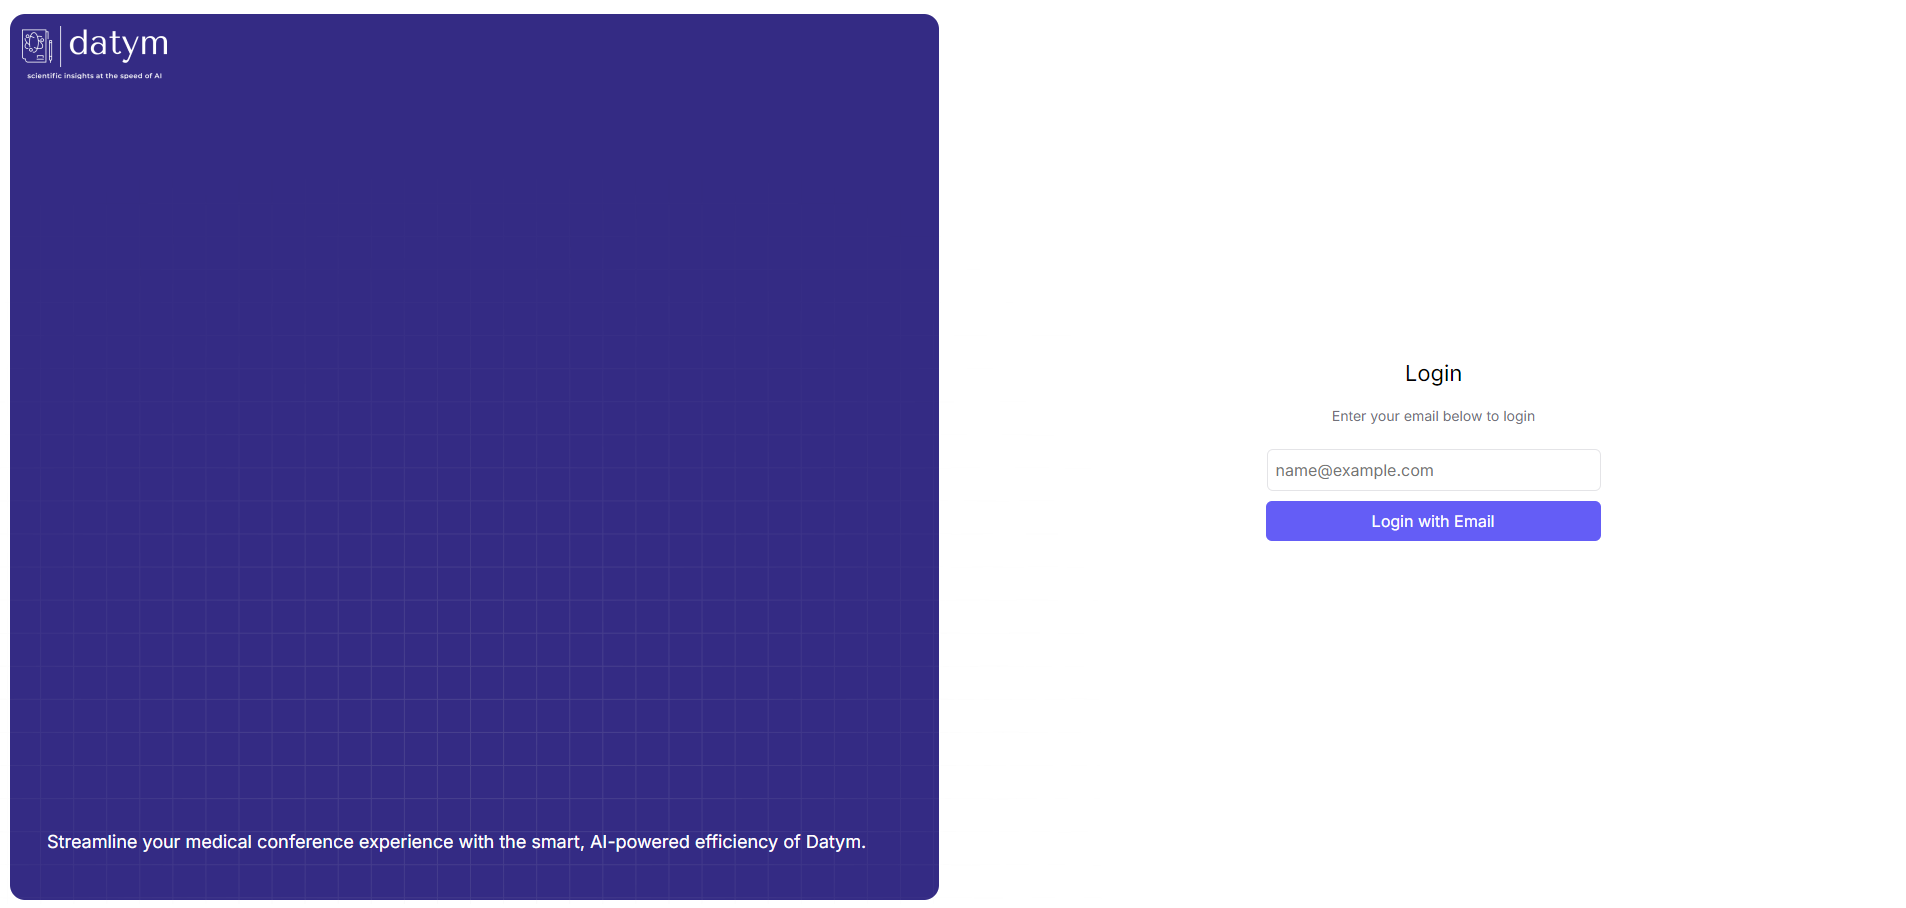 datym
scientific insights at the speed of AI
Streamline your medical conference experience with the smart, AI-powered efficiency of Datym.
Login
Enter your email below to login
name@example.com
Login with Email